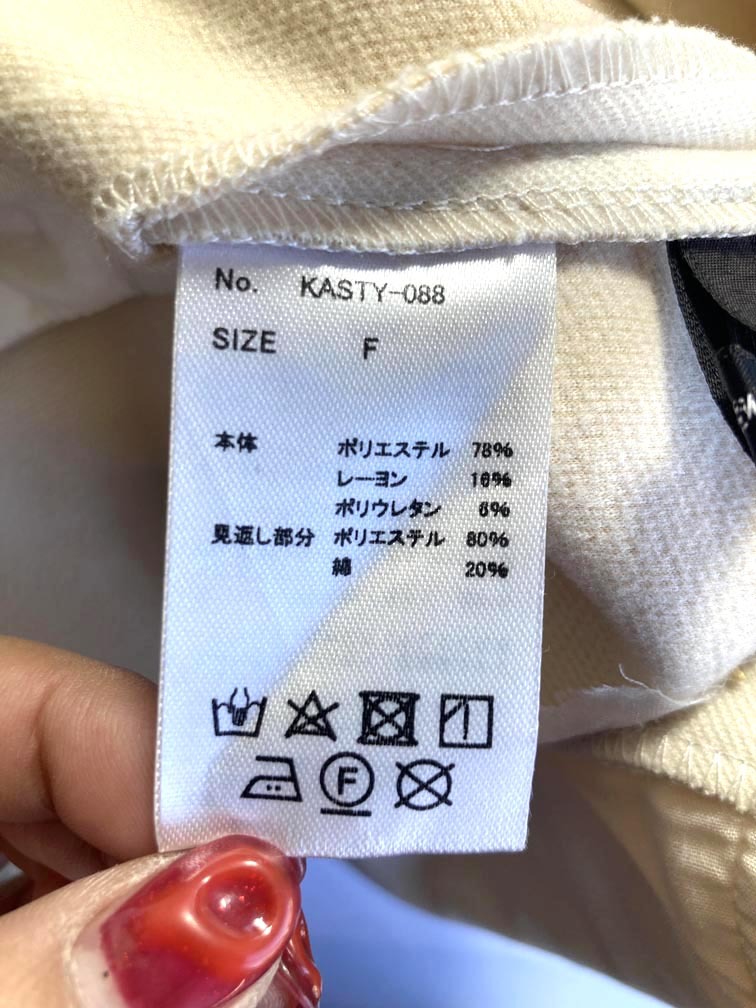 No. KASTY-088
SIZE F
本体 ポリエステル 78%
レーヨン 16%
ポリウレタン 6%
見返し部分 ポリエステル 80%
綿 20%
F